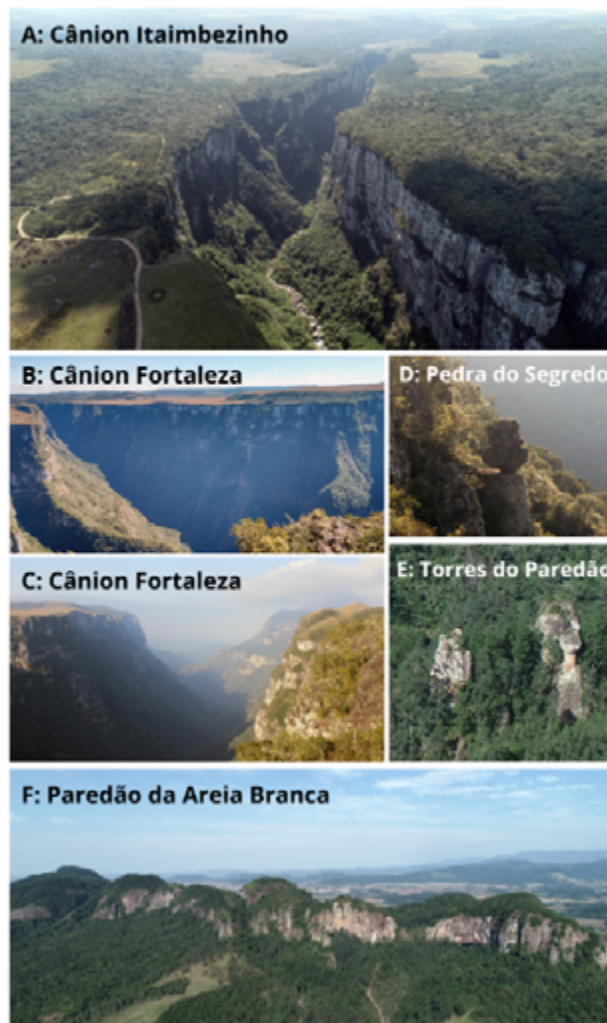 A: Cânion Itaimbezinho
B: Cânion Fortaleza
D: Pedra do Segredo
C: Cânion Fortaleza
E: Torres do Paredão
F: Paredão da Areia Branca